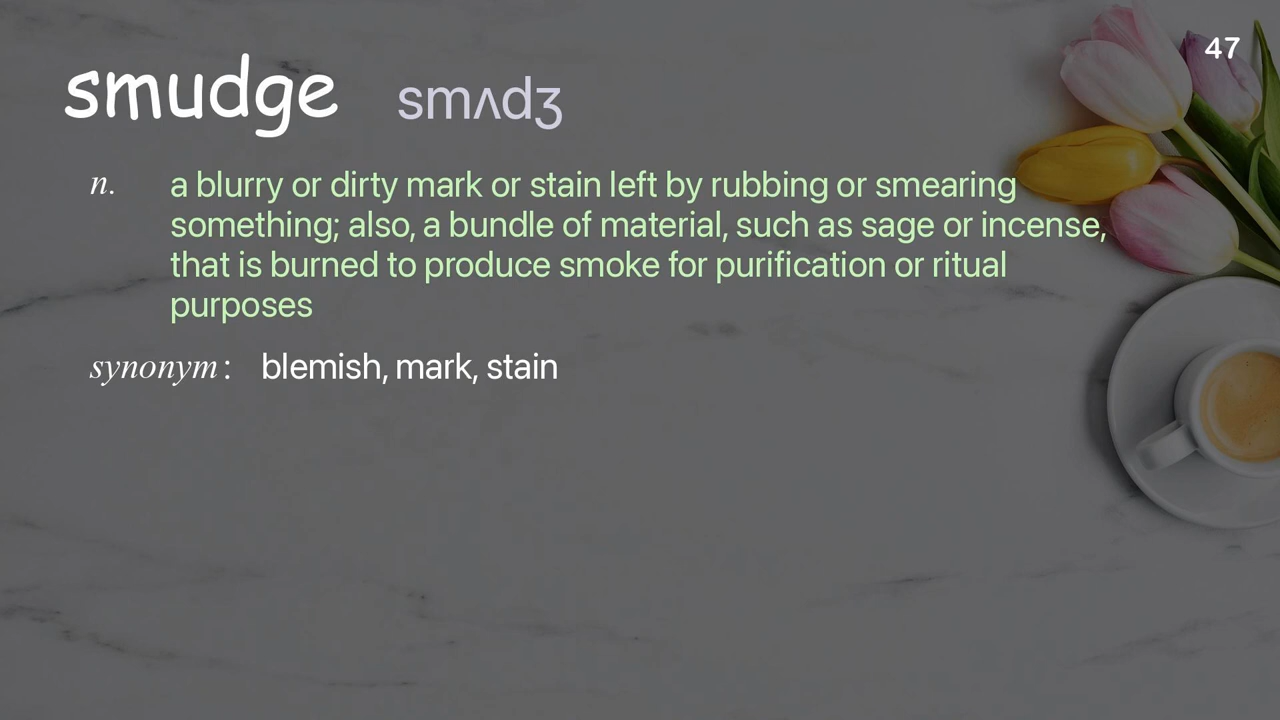 47
smudge smʌdʒ
n. a blurry or dirty mark or stain left by rubbing or smearing
something; also, a bundle of material, such as sage or incense,
that is burned to produce smoke for purification or ritual
purposes
synonym: blemish, mark, stain